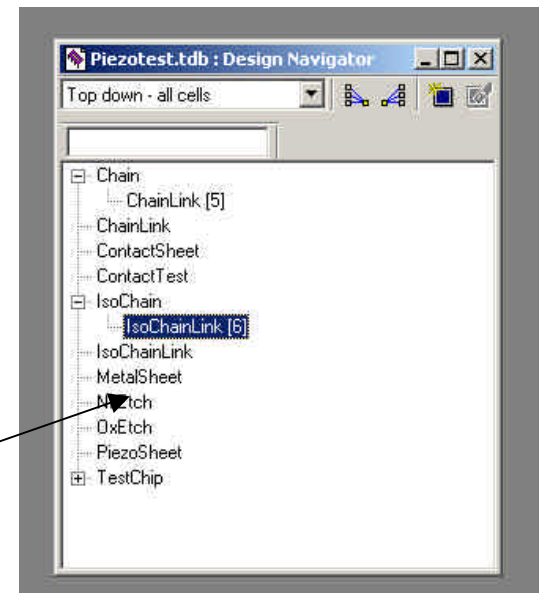 Piezotest.tdb : Design Navigator
Top down - all cells
Chain
ChainLink [5]
ChainLink
ContactSheet
ContactTest
IsoChain
IsoChainLink [6]
IsoChainLink
MetalSheet
OxEtch
PiezoSheet
TestChip